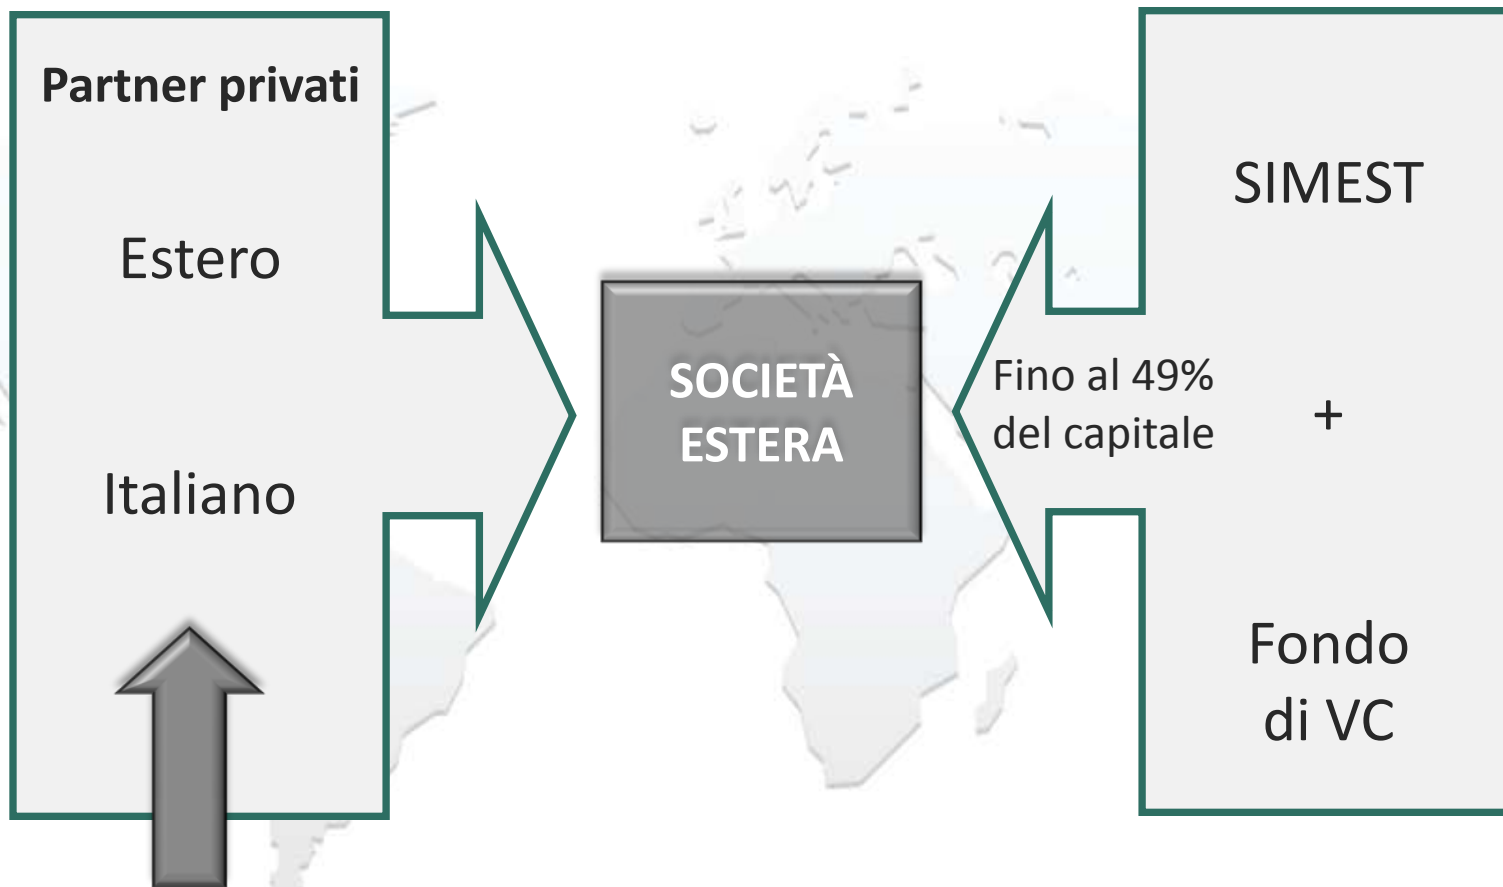 Partner privati
Estero
Italiano
SOCIETÀ
ESTERA
Fino al 49%
del capitale
SIMEST
+
Fondo
di VC